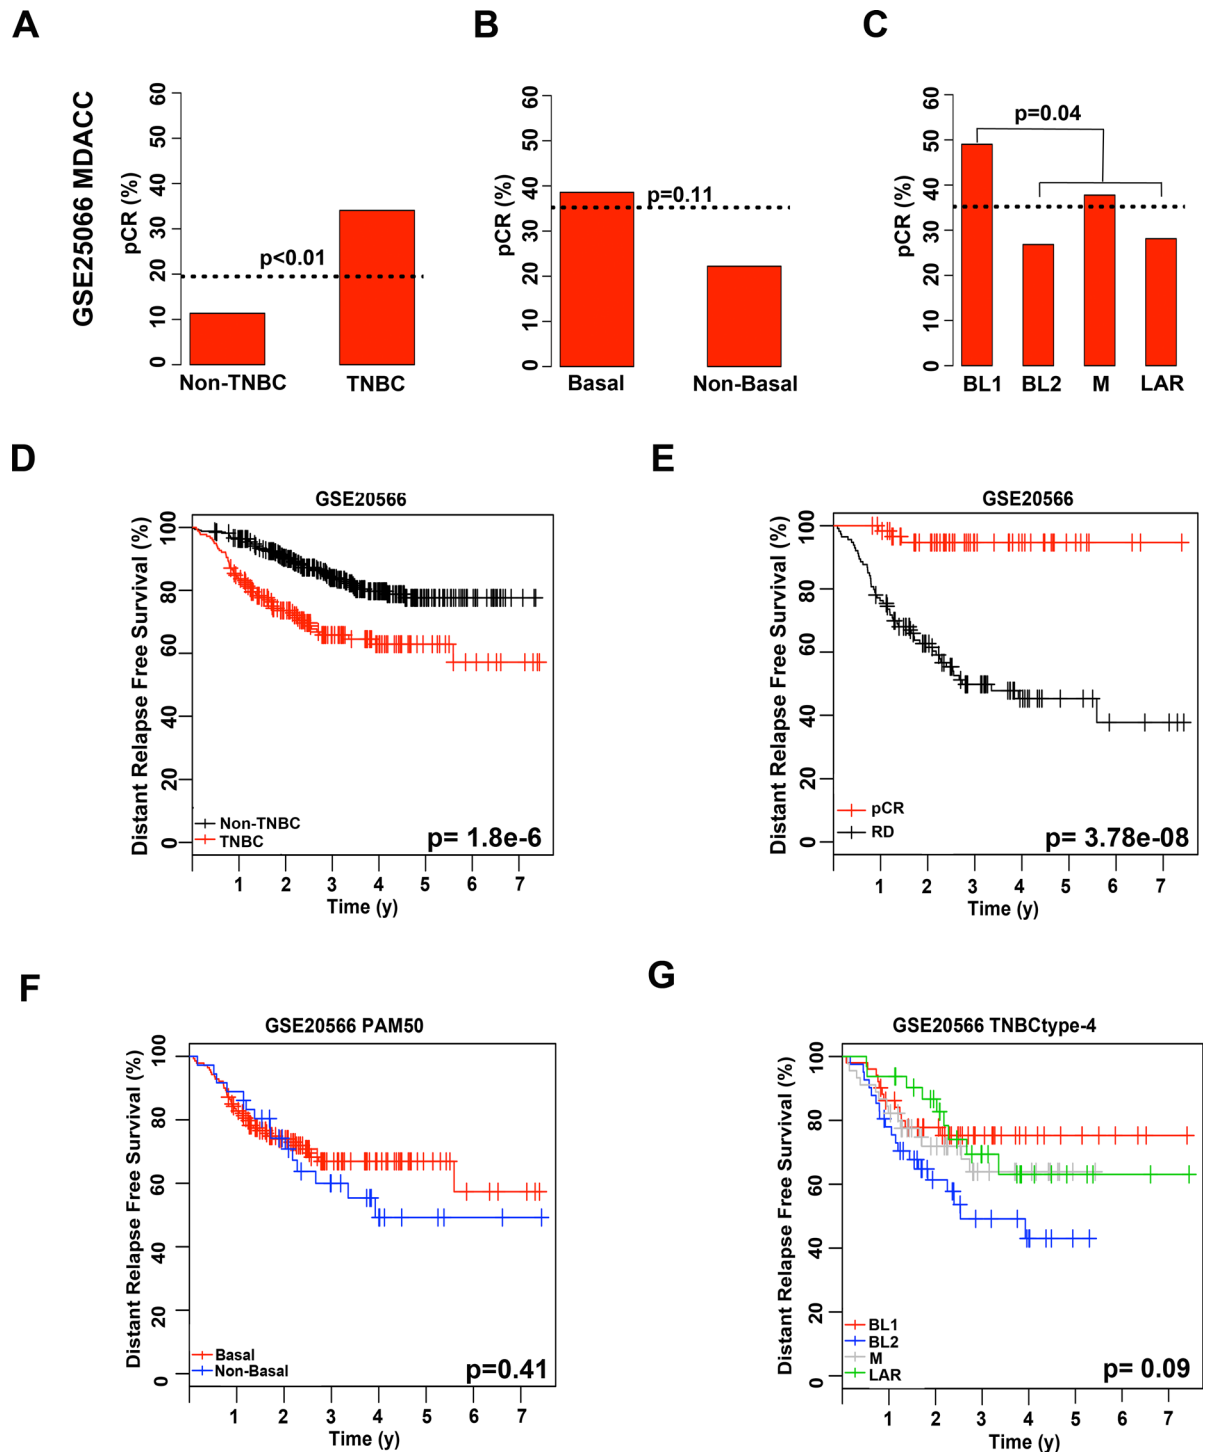 A
B
C
GSE25066 MDACC
pCR (%)
60
50
40
30
20
10
0
p<0.01
Non-TNBC
TNBC
pCR (%)
60
50
40
30
20
10
0
p=0.11
Basal
Non-Basal
pCR (%)
60
50
40
30
20
10
0
p=0.04
BL1
BL2
M
LAR
D
GSE20566
Distant Relapse Free Survival (%)
100
80
60
40
20
0
Non-TNBC
TNBC
p= 1.8e-6
1 2 3 4 5 6 7
Time (y)
E
GSE20566
Distant Relapse Free Survival (%)
100
80
60
40
20
0
pCR
RD
p= 3.78e-08
1 2 3 4 5 6 7
Time (y)
F
GSE20566 PAM50
Distant Relapse Free Survival (%)
100
80
60
40
20
0
Basal
Non-Basal
p=0.41
1 2 3 4 5 6 7
Time (y)
G
GSE20566 TNBCtype-4
Distant Relapse Free Survival (%)
100
80
60
40
20
0
BL1
BL2
M
LAR
p= 0.09
1 2 3 4 5 6 7
Time (y)